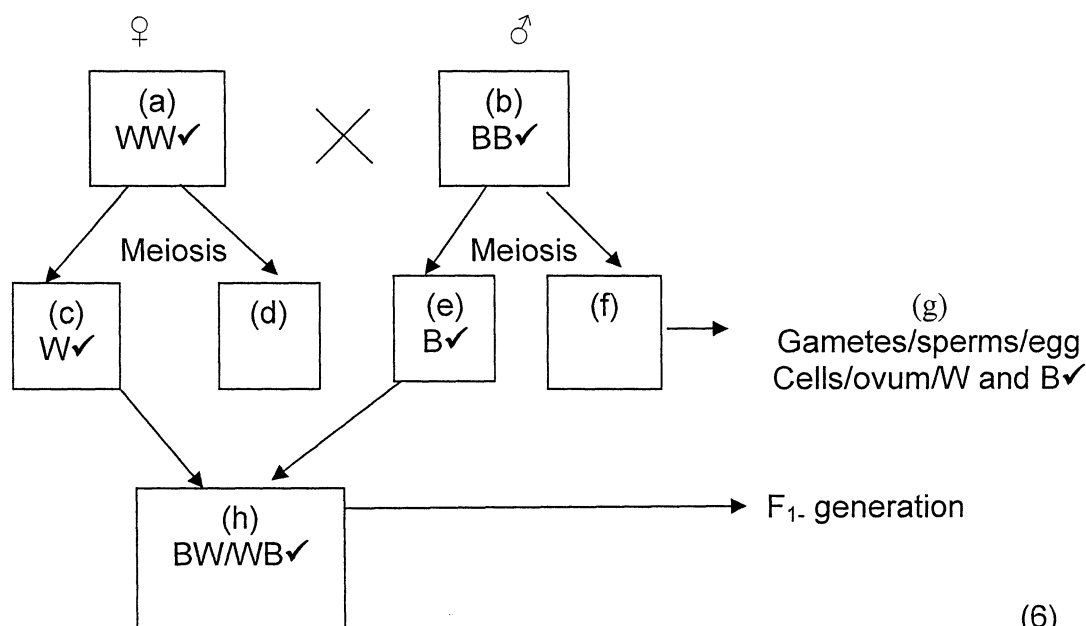 ♀ ♂
(a)
WW✓
(b)
BB✓
Meiosis
Meiosis
(c)
W✓
(d)
(e)
B✓
(f)
(g)
Gametes/sperms/egg
Cells/ovum/W and B✓
(h)
BW/WB✓
F₁- generation
(6)